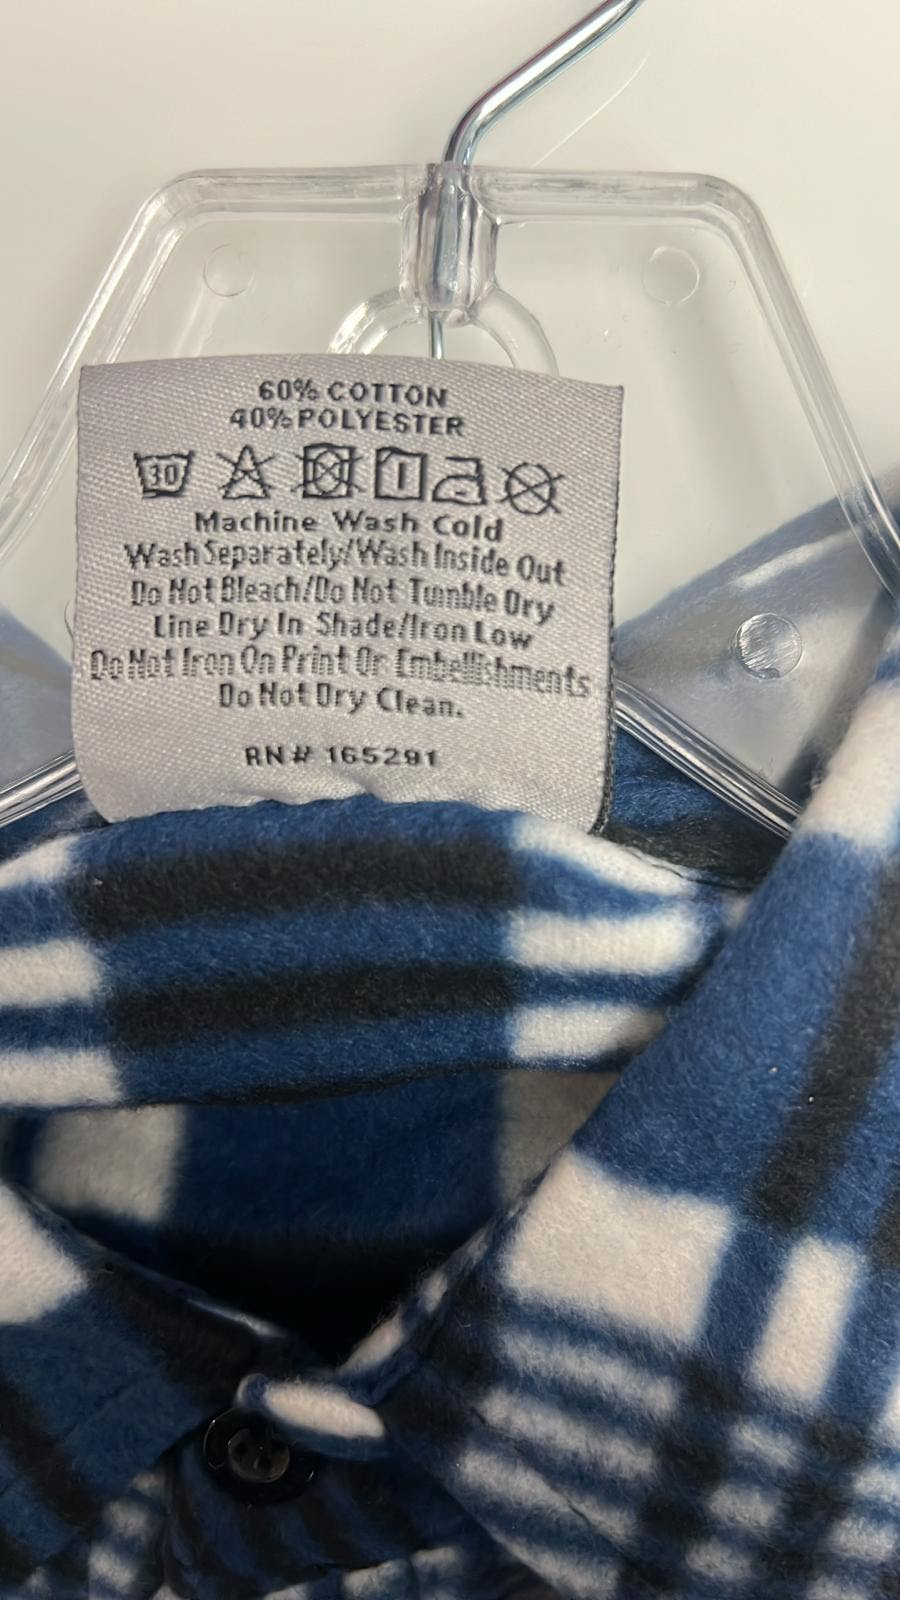 60% COTTON
40% POLYESTER
30
Machine Wash Cold
Wash Separately/Wash Inside Out
Do Not Bleach/Do Not Tumble Dry
Line Dry In Shade/Iron Low
Do Not Iron On Print Or Embellishments
Do Not Dry Clean.
RN# 165291